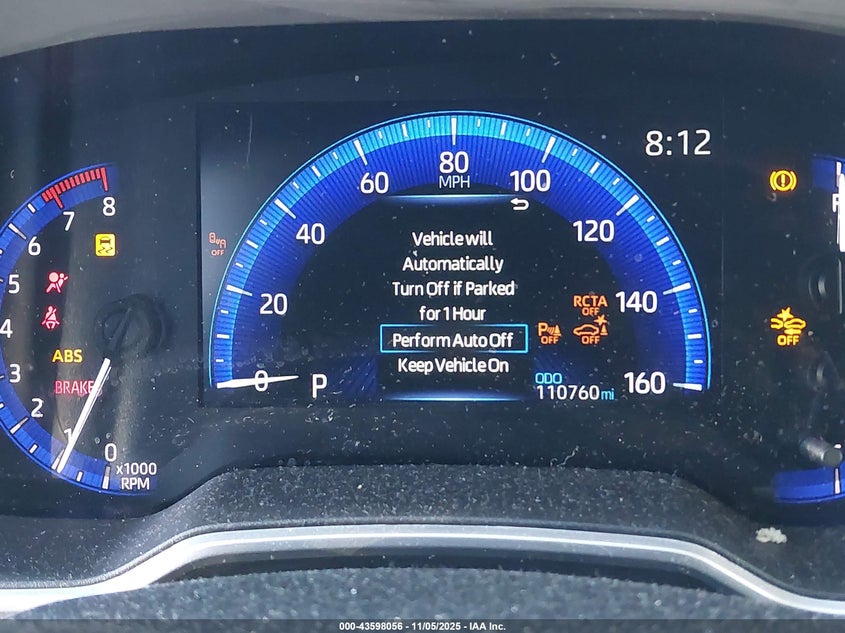 8:12
80
MPH
60
100
40
120
20
140
0
160
8
7
6
5
4
3
2
1
0
x1000
RPM
ABS
BRAKE
OFF
Vehicle will
Automatically
Turn Off if Parked
for 1 Hour
Perform Auto Off
Keep Vehicle On
P
RCTA
OFF
P OFF
OFF
ODO
110760 mi
OFF
000-43598056 - 11/05/2025 - IAA Inc.